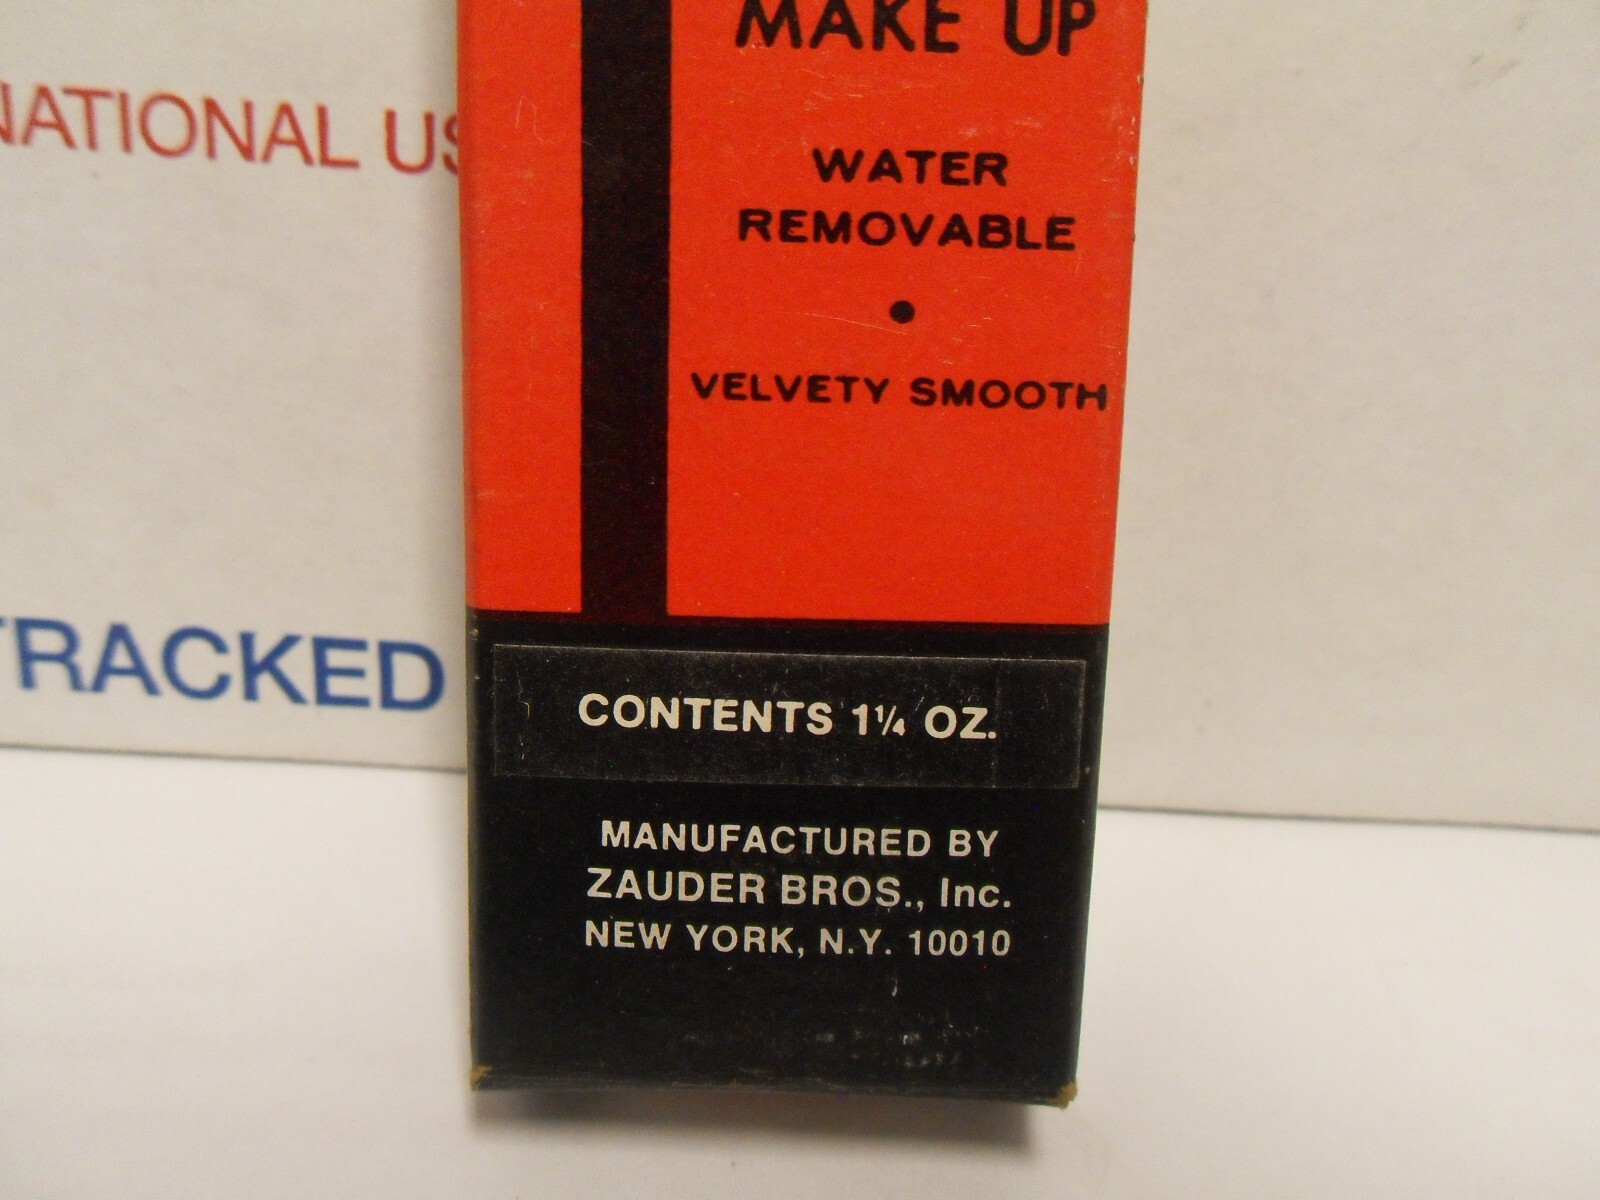 MAKE UP
WATER
REMOVABLE
•
VELVETY SMOOTH
CONTENTS 1¼ OZ.
MANUFACTURED BY
ZAUDER BROS., Inc.
NEW YORK, N.Y. 10010
NATIONAL US
TRACKED